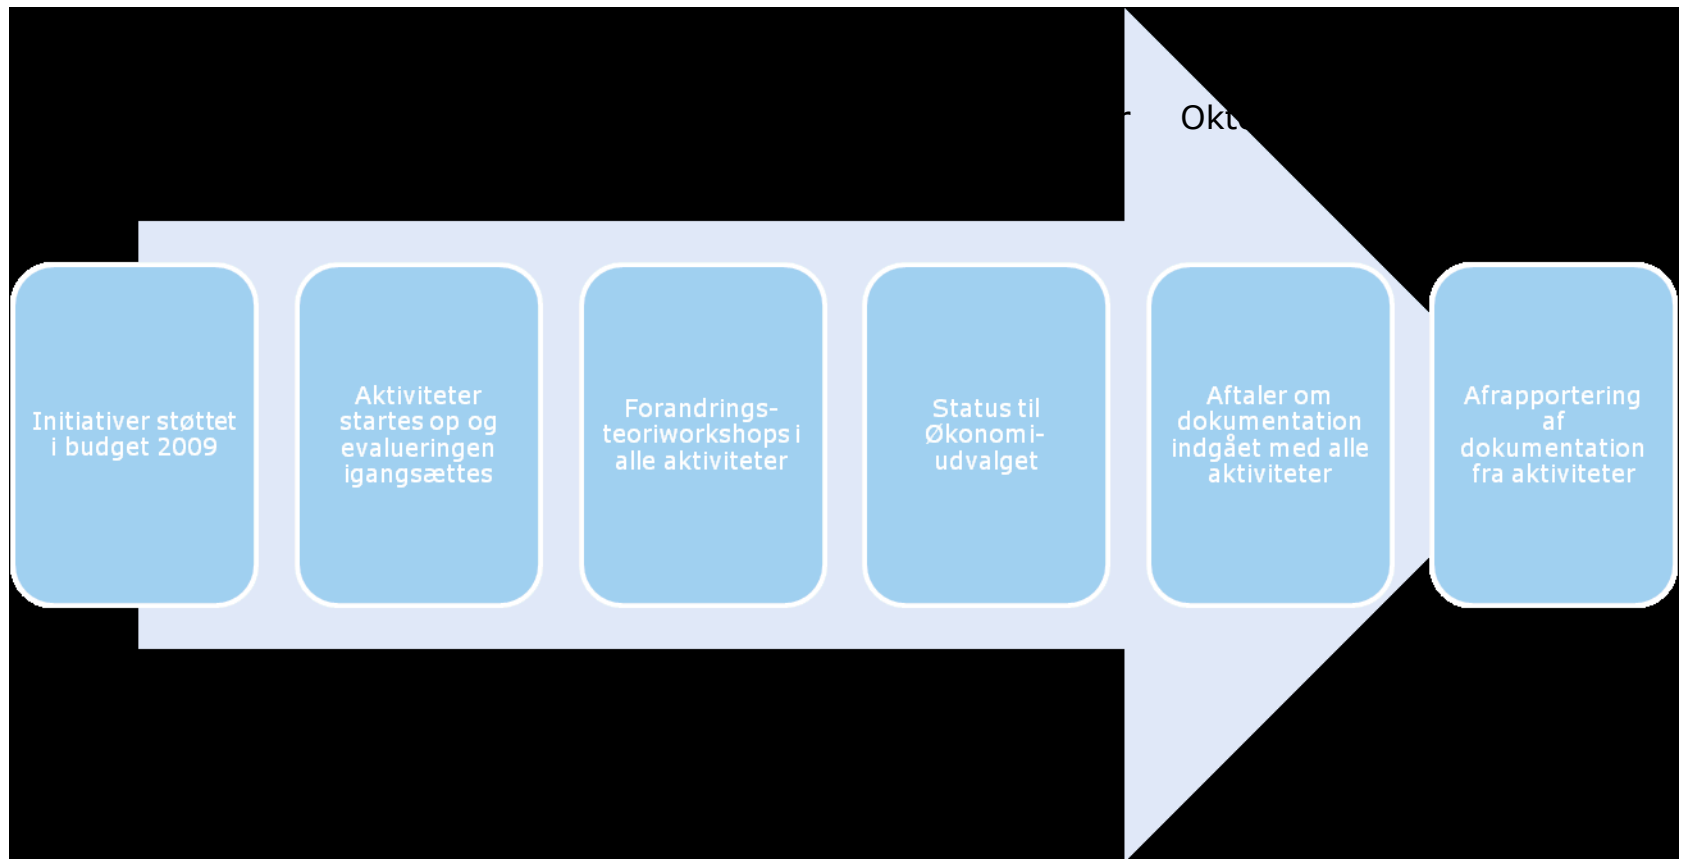 Initiativer støttet
i budget 2009
Aktiviteter
startes op og
evalueringen
igangsættes
Forandrings-
teoriworkshops i
alle aktiviteter
Status til
Økonomi-
udvalget
Aftaler om
dokumentation
indgået med alle
aktiviteter
Afrapportering
af
dokumentation
fra aktiviteter